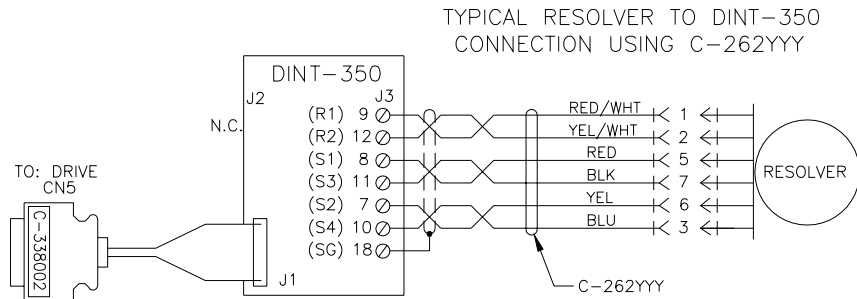 TYPICAL RESOLVER TO DINT-350
CONNECTION USING C-262YYY
DINT-350
J2
J3
N.C.
(R1) 9
RED/WHT
1
(R2) 12
YEL/WHT
2
(S1) 8
RED
5
(S3) 11
BLK
7
(S2) 7
YEL
6
(S4) 10
BLU
3
(SG) 18
RESOLVER
TO: DRIVE
CN5
C-338002
J1
C-262YYY